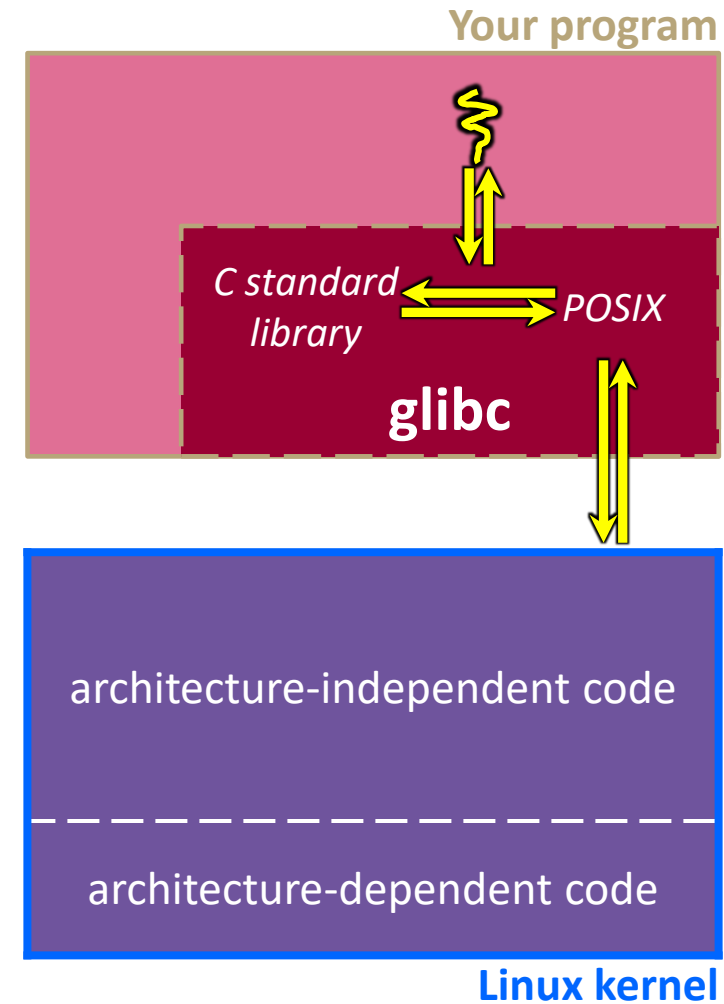 Your program
C standard
library
POSIX
glibc
architecture-independent code
architecture-dependent code
Linux kernel